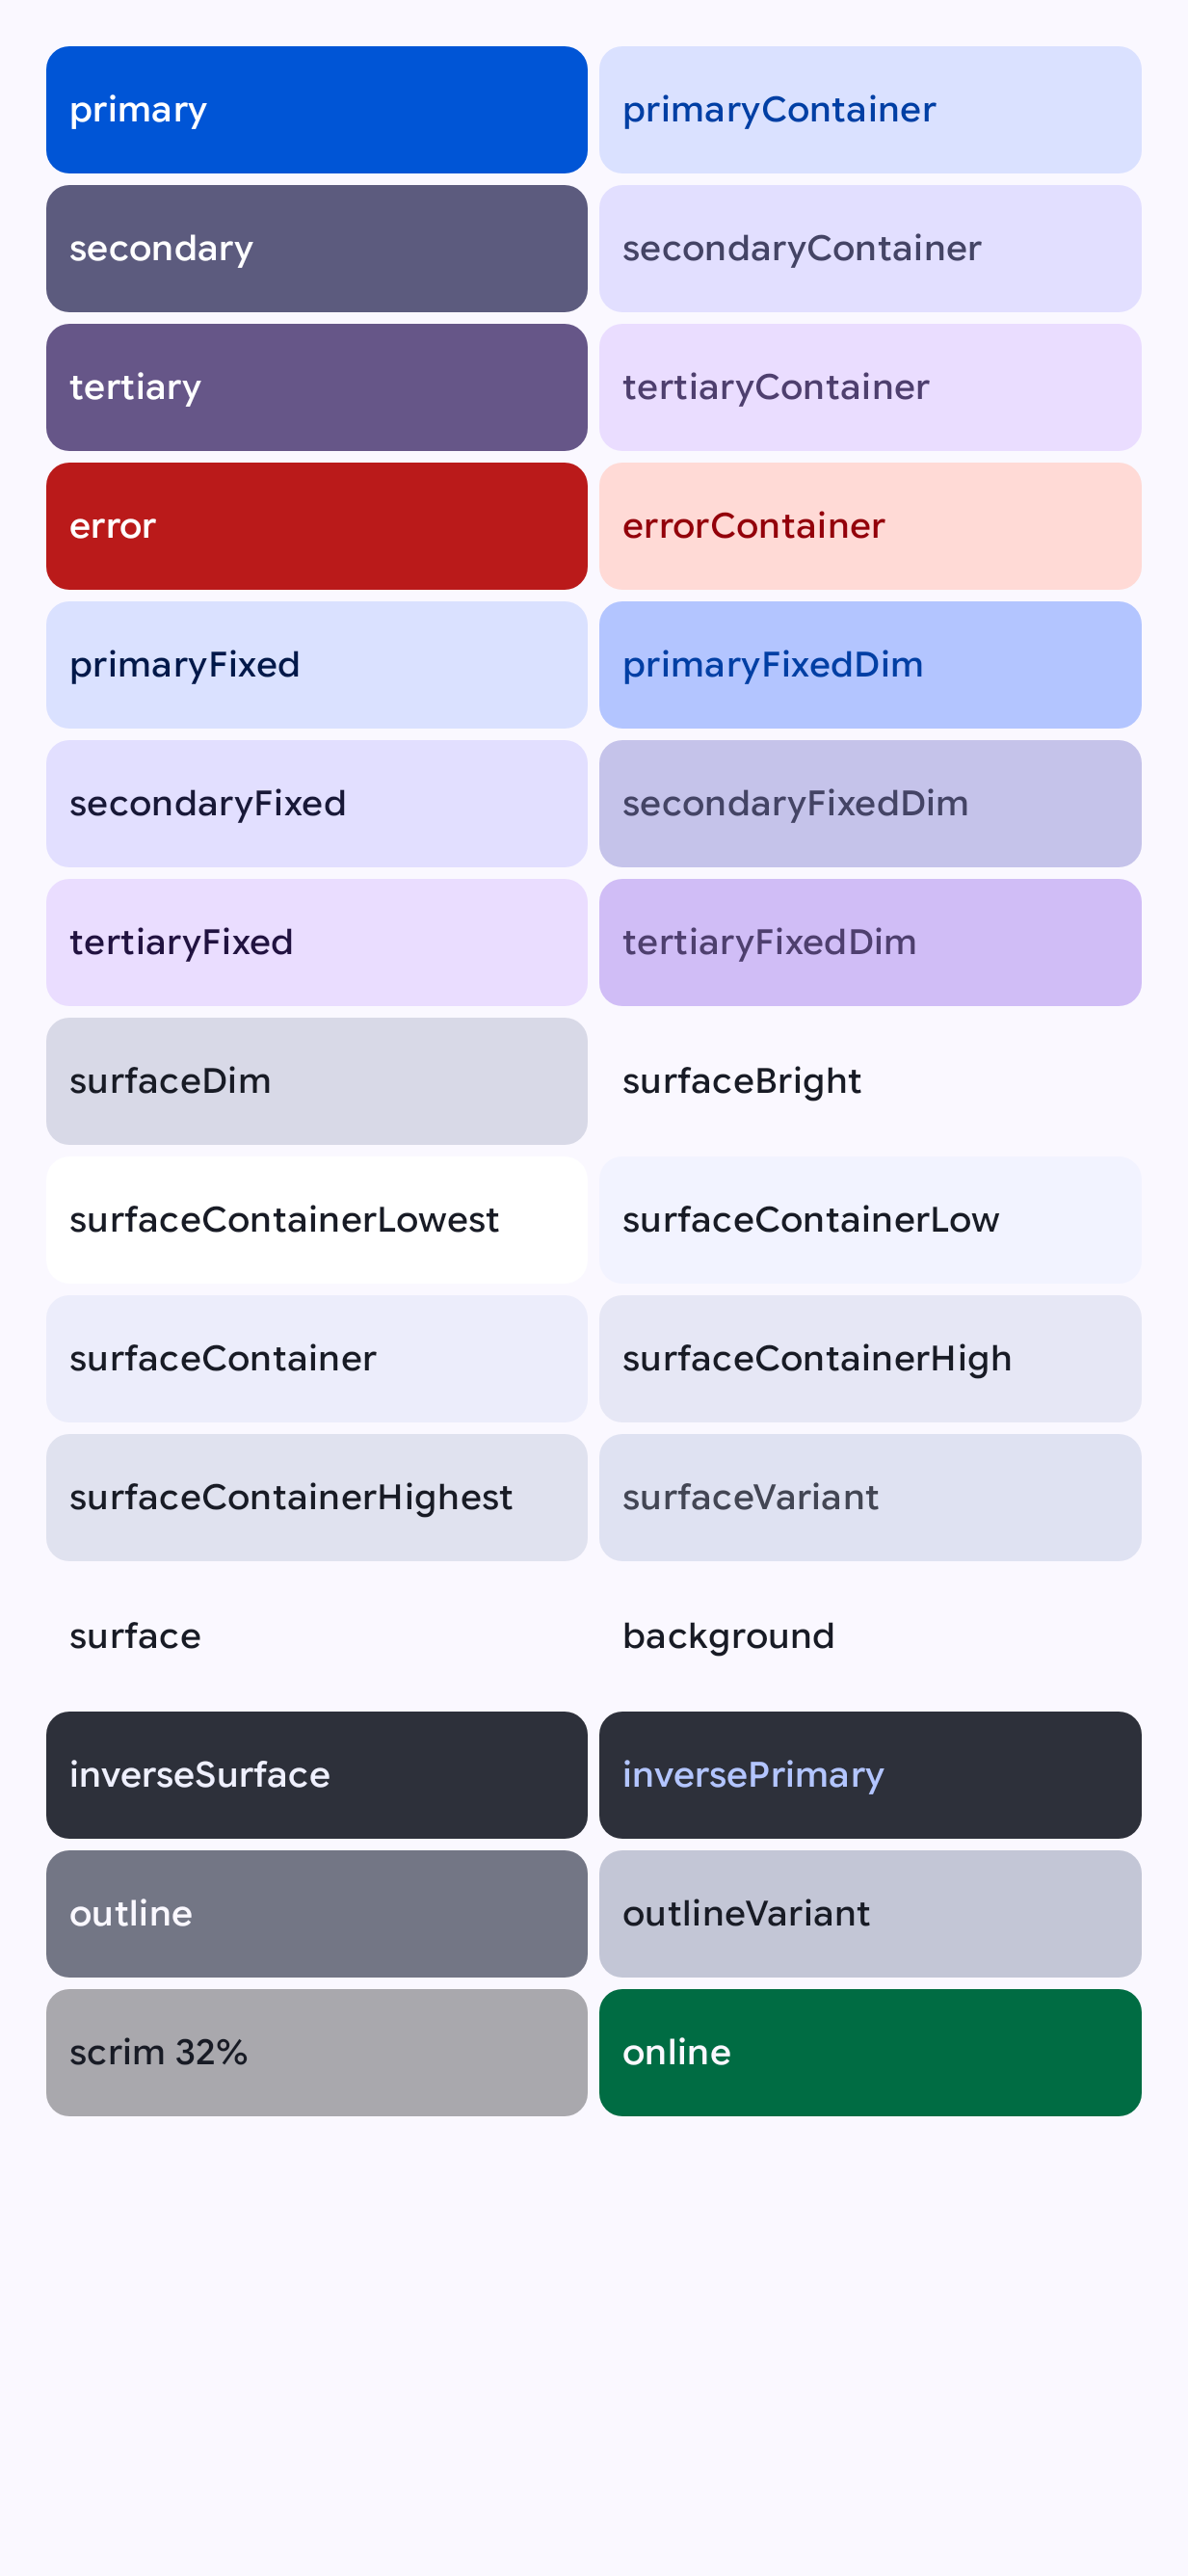 primary
primaryContainer
secondary
secondaryContainer
tertiary
tertiaryContainer
error
errorContainer
primaryFixed
primaryFixedDim
secondaryFixed
secondaryFixedDim
tertiaryFixed
tertiaryFixedDim
surfaceDim
surfaceBright
surfaceContainerLowest
surfaceContainerLow
surfaceContainer
surfaceContainerHigh
surfaceContainerHighest
surfaceVariant
surface
background
inverseSurface
inversePrimary
outline
outlineVariant
scrim 32%
online